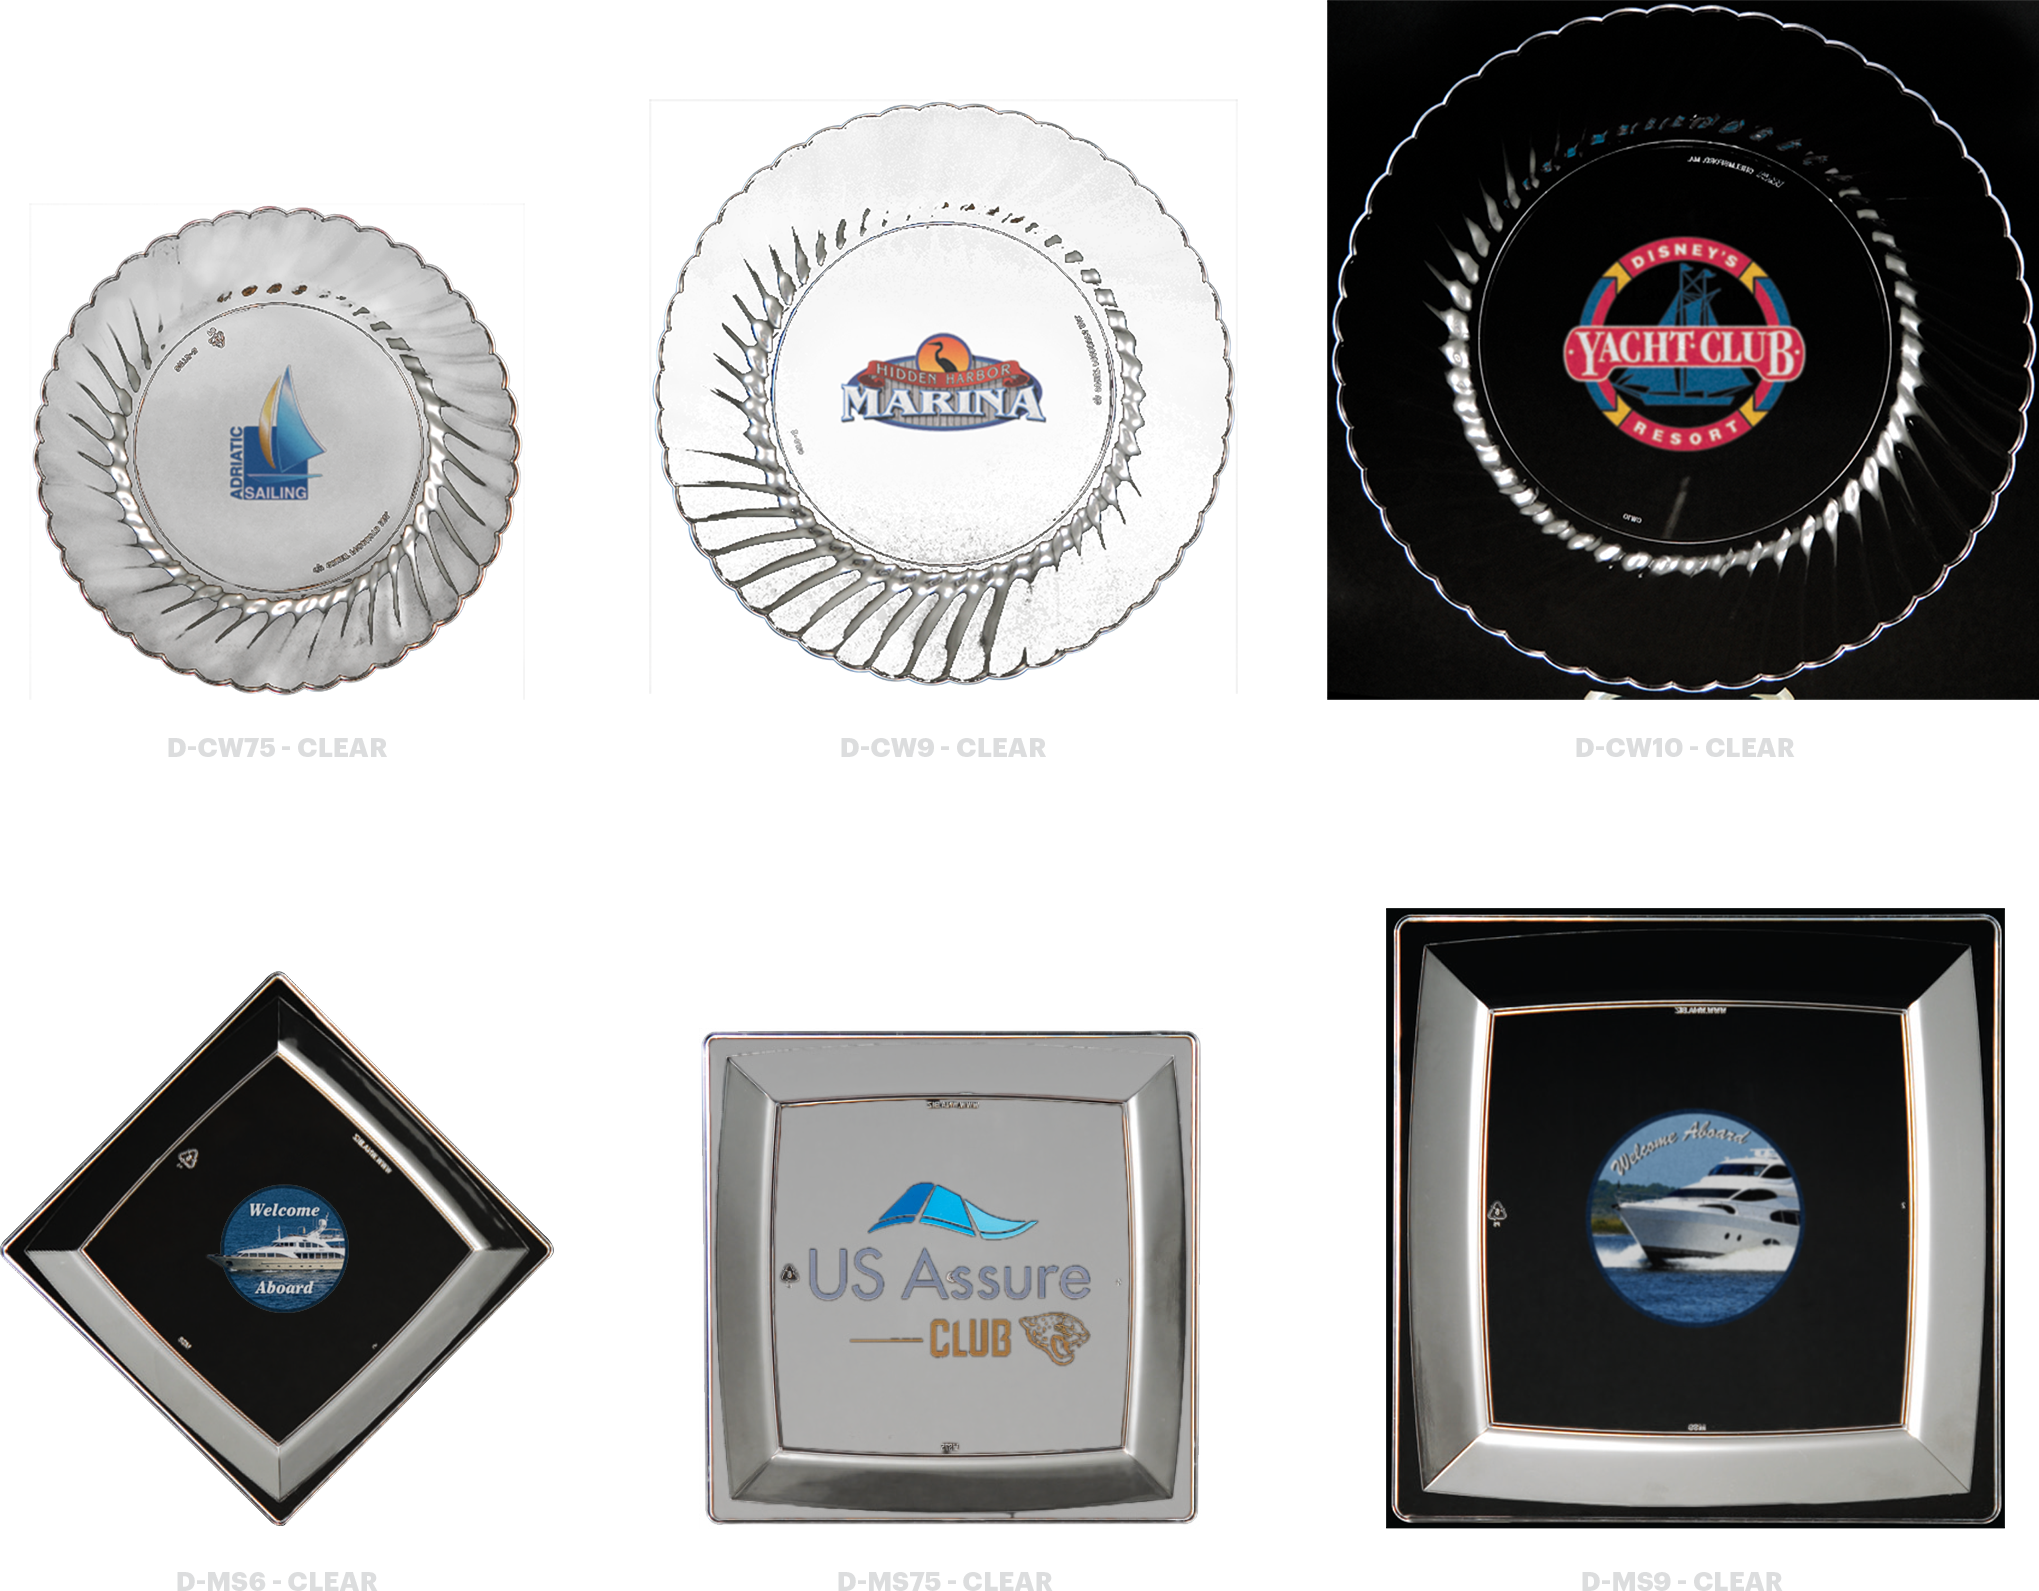 ADRIATIC
SAILING
HIDDEN HARBOR
MARINA
DISNEY'S
YACHT·CLUB
RESORT
D-CW75 - CLEAR
D-CW9 - CLEAR
D-CW10 - CLEAR
Welcome
Aboard
US Assure
CLUB
Welcome Aboard
D-MS6 - CLEAR
D-MS75 - CLEAR
D-MS9 - CLEAR